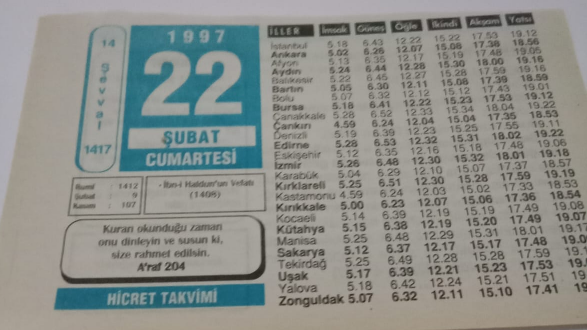 1997
14
Şevval
1417
22
ŞUBAT
CUMARTESİ
Rumi : 1412
Şubat : 9
Kasım : 107
- İbn-i Haldun'un Vefatı
(1406)
Kuran okunduğu zaman
onu dinleyin ve susun ki,
size rahmet edilsin.
A'raf 204
HİCRET TAKVİMİ
İLLER İmsak Güneş Öğle İkindi Akşam Yatsı
İstanbul 5.18 6.43 12.22 15.22 17.53 19.12
Ankara 5.02 6.26 12.07 15.08 17.38 18.56
Afyon 5.13 6.35 12.17 15.19 17.48 19.05
Aydın 5.24 6.44 12.28 15.30 18.00 19.16
Balıkesir 5.22 6.45 12.27 15.28 17.59 19.16
Bartın 5.05 6.30 12.11 15.08 17.39 18.59
Bolu 5.07 6.32 12.12 15.12 17.43 19.01
Bursa 5.18 6.41 12.22 15.23 17.53 19.12
Çanakkale 5.28 6.52 12.33 15.34 18.04 19.22
Çankırı 4.59 6.24 12.04 15.04 17.35 18.53
Denizli 5.19 6.39 12.23 15.25 17.55 19.11
Edirne 5.28 6.53 12.32 15.31 18.02 19.22
Eskişehir 5.12 6.35 12.16 15.18 17.48 19.06
İzmir 5.26 6.48 12.30 15.32 18.01 19.18
Karabük 5.04 6.29 12.10 15.07 17.37 18.57
Kırklareli 5.25 6.51 12.30 15.28 17.59 19.19
Kastamonu 4.59 6.24 12.03 15.02 17.33 18.53
Kırıkkale 5.00 6.23 12.07 15.06 17.36 18.54
Kocaeli 5.14 6.39 12.19 15.19 17.49 19.08
Kütahya 5.15 6.38 12.19 15.20 17.49 19.07
Manisa 5.25 6.48 12.29 15.31 18.01 19.17
Sakarya 5.12 6.37 12.17 15.17 17.48
Tekirdağ 5.25 6.49 12.28 15.28 17.59
Uşak 5.17 6.39 12.21 15.23 17.53
Yalova 5.18 6.42 12.24 15.21 17.51
Zonguldak 5.07 6.32 12.11 15.10 17.41